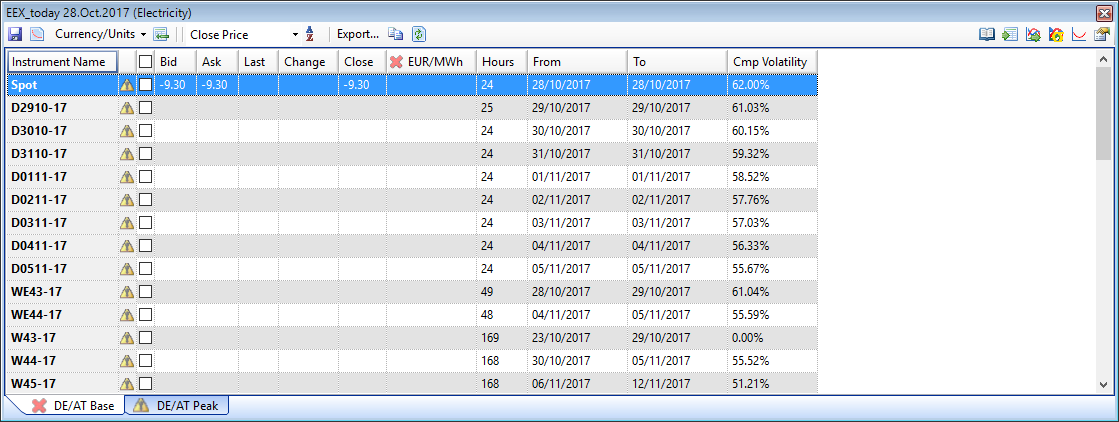 EEX_today 28.Oct.2017 (Electricity)
Currency/Units Close Price A Z Export...
Instrument Name Bid Ask Last Change Close EUR/MWh Hours From To Cmp Volatility
Spot -9.30 -9.30 -9.30 24 28/10/2017 28/10/2017 62.00%
D2910-17 25 29/10/2017 29/10/2017 61.03%
D3010-17 24 30/10/2017 30/10/2017 60.15%
D3110-17 24 31/10/2017 31/10/2017 59.32%
D0111-17 24 01/11/2017 01/11/2017 58.52%
D0211-17 24 02/11/2017 02/11/2017 57.76%
D0311-17 24 03/11/2017 03/11/2017 57.03%
D0411-17 24 04/11/2017 04/11/2017 56.33%
D0511-17 24 05/11/2017 05/11/2017 55.67%
WE43-17 49 28/10/2017 29/10/2017 61.04%
WE44-17 48 04/11/2017 05/11/2017 55.59%
W43-17 169 23/10/2017 29/10/2017 0.00%
W44-17 168 30/10/2017 05/11/2017 55.52%
W45-17 168 06/11/2017 12/11/2017 51.21%
DE/AT Base DE/AT Peak